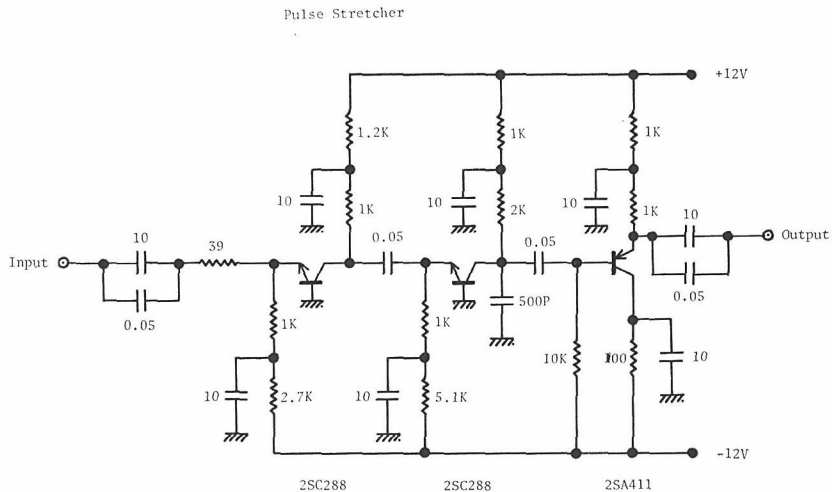 Pulse Stretcher
+12V
1.2K
1K
1K
10
10
10
1K
2K
1K
10
Output
0.05
10
39
0.05
0.05
Input
0.05
500P
1K
1K
10K
100
10
10
2.7K
10
5.1K
-12V
2SC288
2SC288
2SA411